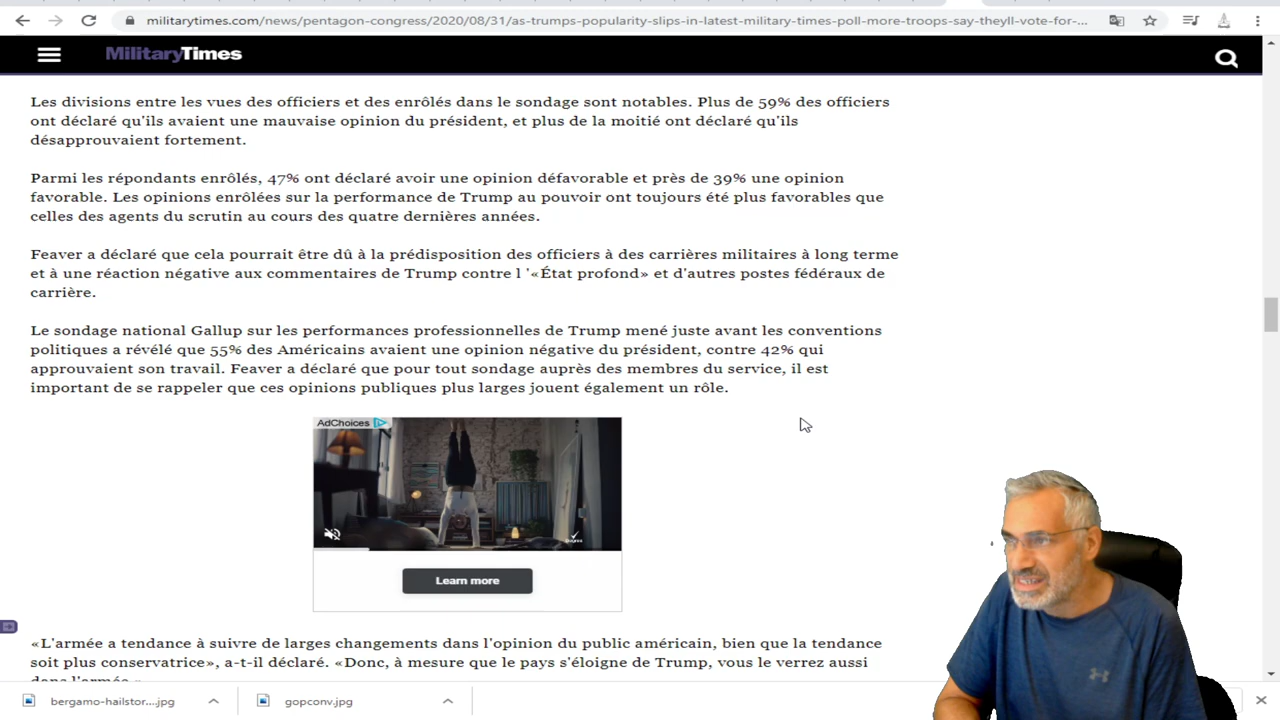 militarytimes.com/news/pentagon-congress/2020/08/31/as-trumps-popularity-slips-in-latest-military-times-poll-more-troops-say-theyll-vote-for-...
MilitaryTimes
Les divisions entre les vues des officiers et des enrôlés dans le sondage sont notables. Plus de 59% des officiers
ont déclaré qu'ils avaient une mauvaise opinion du président, et plus de la moitié ont déclaré qu'ils
désapprouvaient fortement.
Parmi les répondants enrôlés, 47% ont déclaré avoir une opinion défavorable et près de 39% une opinion
favorable. Les opinions enrôlées sur la performance de Trump au pouvoir ont toujours été plus favorables que
celles des agents du scrutin au cours des quatre dernières années.
Feaver a déclaré que cela pourrait être dû à la prédisposition des officiers à des carrières militaires à long terme
et à une réaction négative aux commentaires de Trump contre l '«État profond» et d'autres postes fédéraux de
carrière.
Le sondage national Gallup sur les performances professionnelles de Trump mené juste avant les conventions
politiques a révélé que 55% des Américains avaient une opinion négative du président, contre 42% qui
approuvaient son travail. Feaver a déclaré que pour tout sondage auprès des membres du service, il est
important de se rappeler que ces opinions publiques plus larges jouent également un rôle.
AdChoices
Learn more
«L'armée a tendance à suivre de larges changements dans l'opinion du public américain, bien que la tendance
soit plus conservatrice», a-t-il déclaré. «Donc, à mesure que le pays s'éloigne de Trump, vous le verrez aussi
dans l'armée.»
bergamo-hailstor....jpg
gopconv.jpg